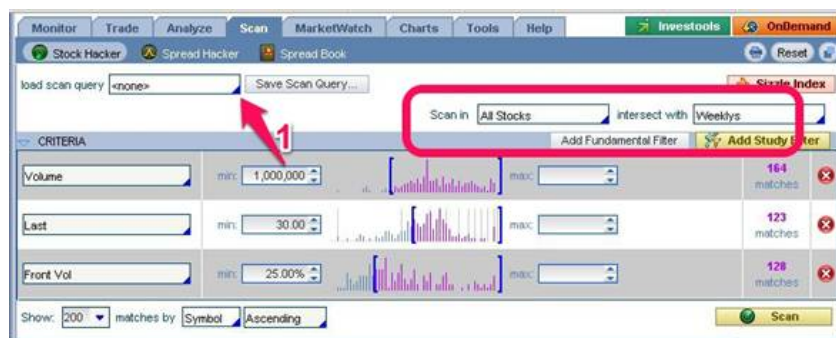 Monitor Trade Analyze Scan MarketWatch Charts Tools Help Investools OnDemand
Stock Hacker Spread Hacker Spread Book Reset
load scan query <none> Save Scan Query... Sizzle Index
Scan in All Stocks intersect with Weeklys
1
CRITERIA Add Fundamental Filter Add Study
Volume min: 1,000,000 max: 164 matches
Last min: 30.00 max: 123 matches
Front Vol min: 25.00% max: 128 matches
Show: 200 matches by Symbol Ascending Scan